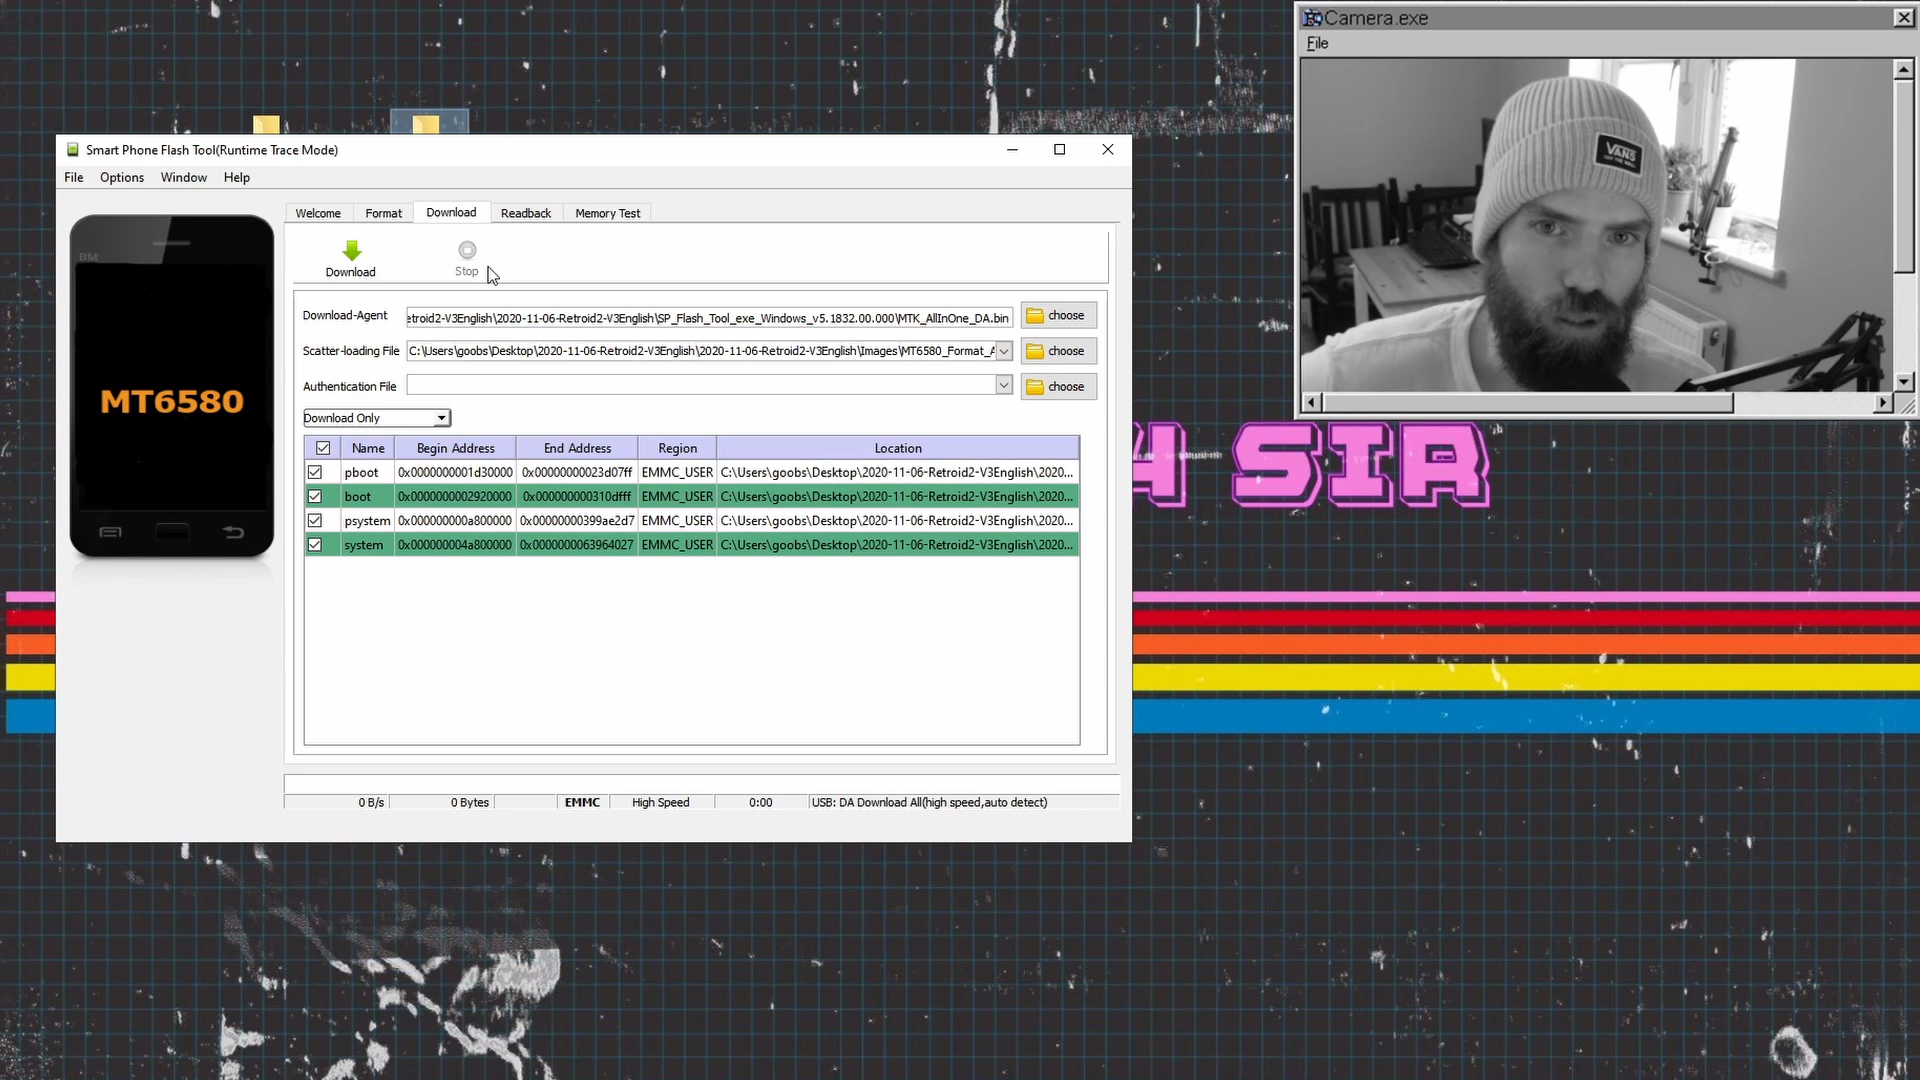 Camera.exe
File
VANS
"OFF THE WALL"
Smart Phone Flash Tool(Runtime Trace Mode)
File Options Window Help
Welcome Format Download Readback Memory Test
Download Stop
Download-Agent etroid2-V3English\2020-11-06-Retroid2-V3English\SP_Flash_Tool_exe_Windows_v5.1832.00.000\MTK_AllInOne_DA.bin choose
Scatter-loading File C:\Users\goobs\Desktop\2020-11-06-Retroid2-V3English\2020-11-06-Retroid2-V3English\Images\MT6580_Format_A choose
Authentication File choose
Download Only
Name Begin Address End Address Region Location
pboot 0x0000000001d30000 0x00000000023d07ff EMMC_USER C:\Users\goobs\Desktop\2020-11-06-Retroid2-V3English\2020...
boot 0x0000000002920000 0x000000000310dfff EMMC_USER C:\Users\goobs\Desktop\2020-11-06-Retroid2-V3English\2020...
psystem 0x000000000a800000 0x00000000399ae2d7 EMMC_USER C:\Users\goobs\Desktop\2020-11-06-Retroid2-V3English\2020...
system 0x000000004a800000 0x0000000063964027 EMMC_USER C:\Users\goobs\Desktop\2020-11-06-Retroid2-V3English\2020...
BM
MT6580
0 B/s 0 Bytes EMMC High Speed 0:00 USB: DA Download All(high speed,auto detect)
H SIR